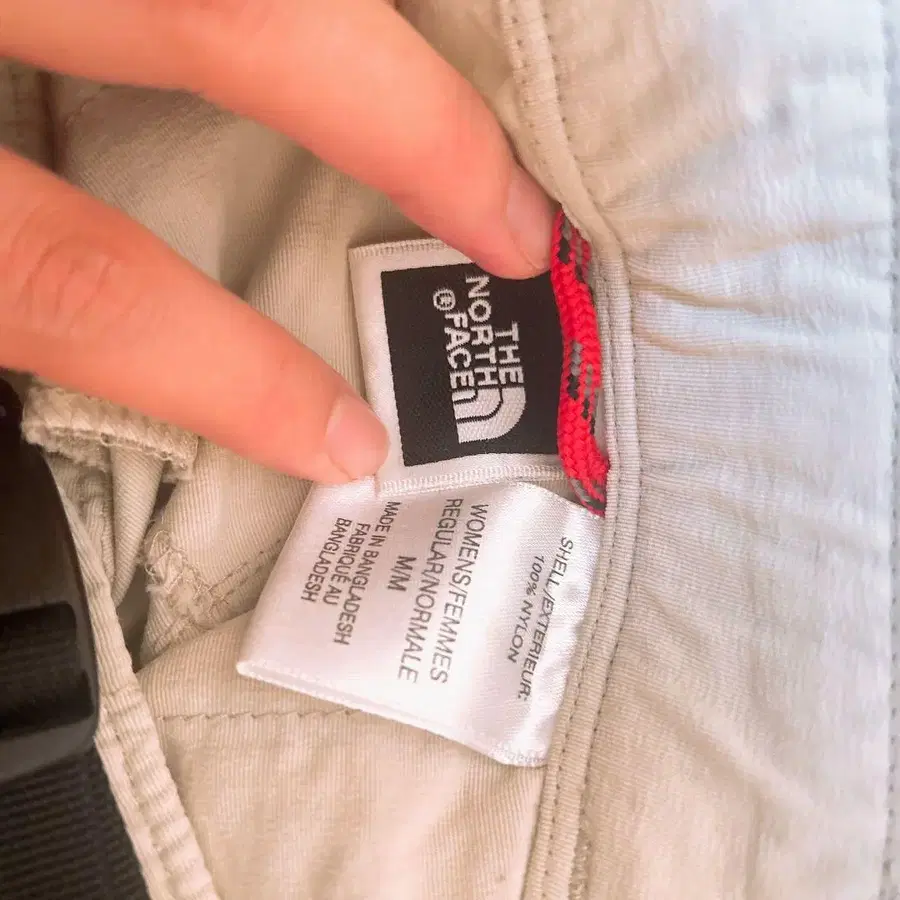 THE
NORTH
FACE®
SHELL/EXTERIEUR:
100% NYLON
WOMENS/FEMMES
REGULAR/NORMALE
M/M
MADE IN BANGLADESH
FABRIQUÉ AU
BANGLADESH